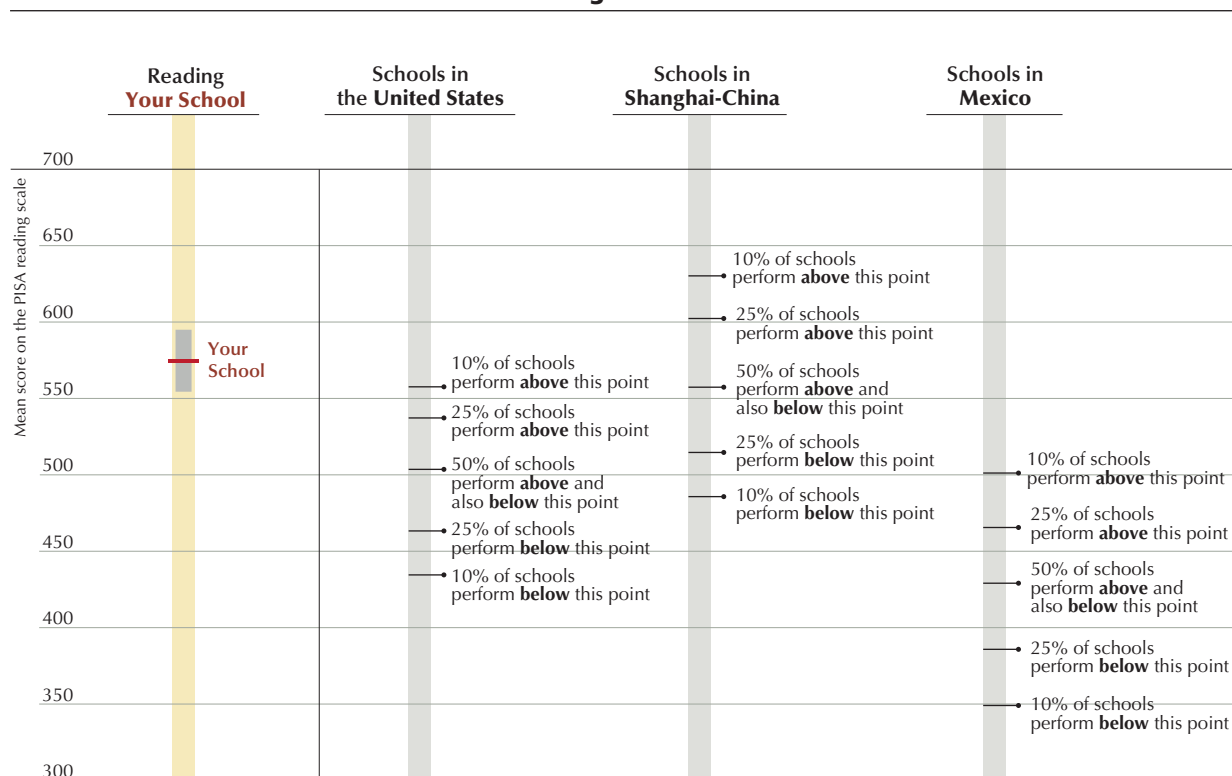 Reading
Your School
Schools in
the United States
Schools in
Shanghai-China
Schools in
Mexico
Mean score on the PISA reading scale
700
650
600
550
500
450
400
350
300
Your
School
10% of schools
perform above this point
25% of schools
perform above this point
50% of schools
perform above and
also below this point
25% of schools
perform below this point
10% of schools
perform below this point
10% of schools
perform above this point
25% of schools
perform above this point
50% of schools
perform above and
also below this point
25% of schools
perform below this point
10% of schools
perform below this point
10% of schools
perform above this point
25% of schools
perform above this point
50% of schools
perform above and
also below this point
25% of schools
perform below this point
10% of schools
perform below this point